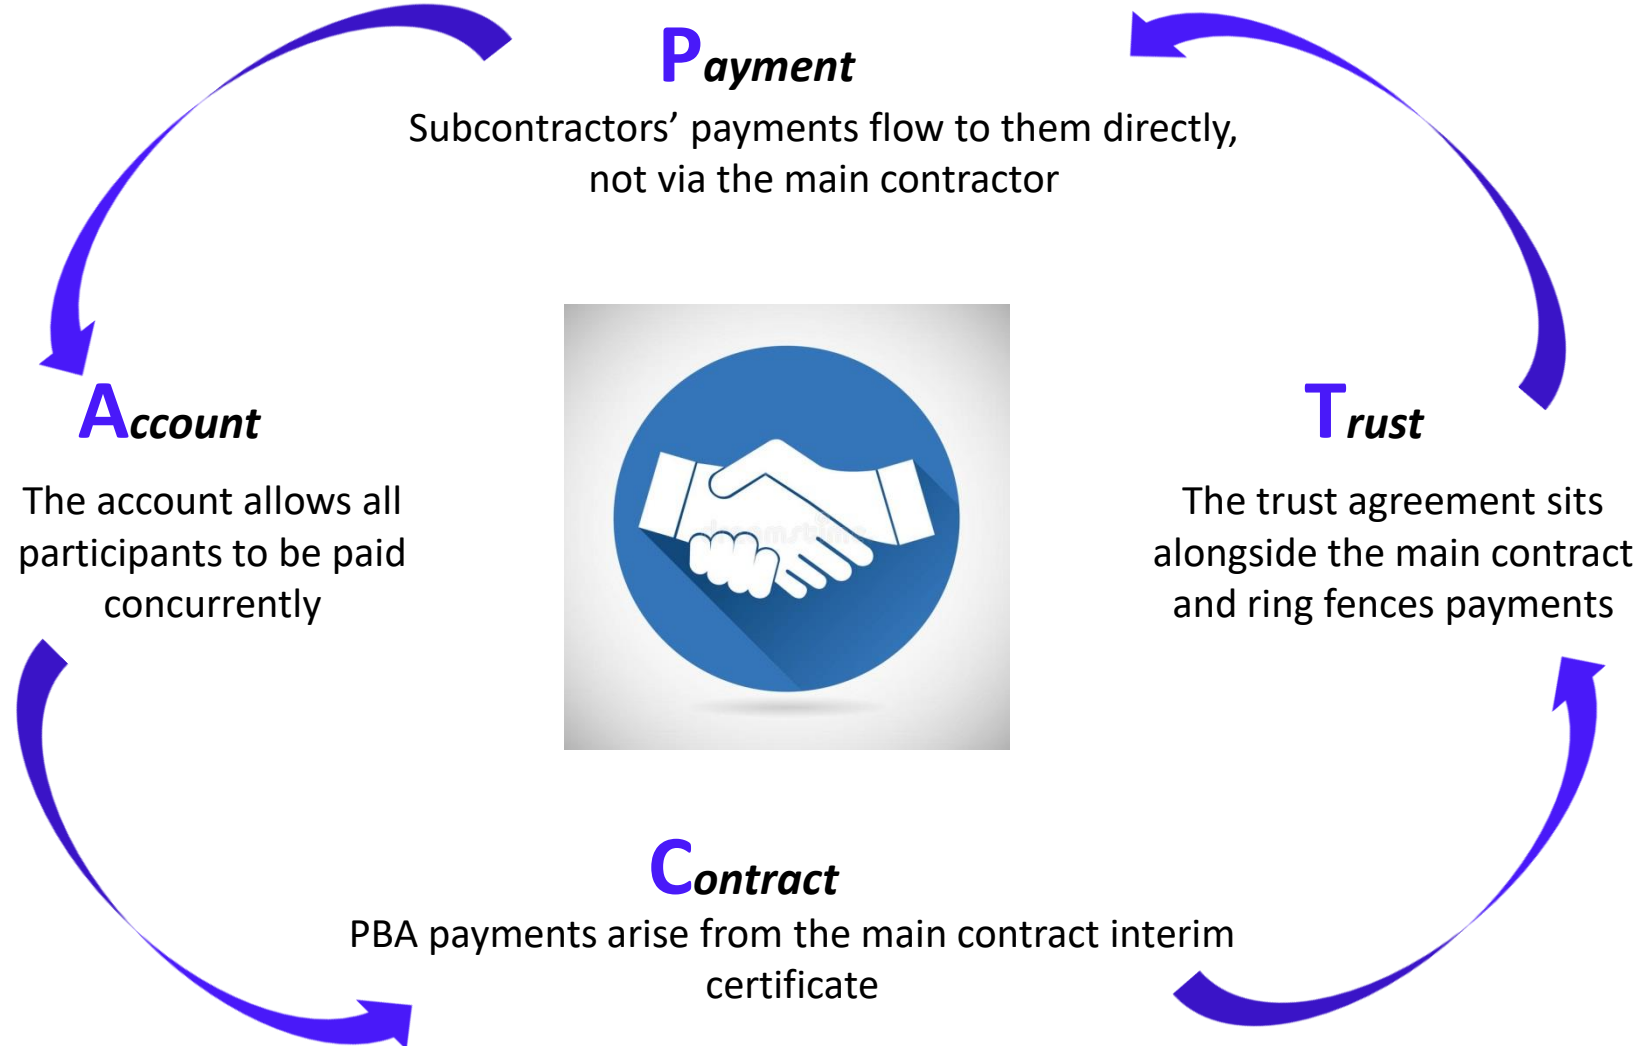 Payment
Subcontractors’ payments flow to them directly,
not via the main contractor
Account
The account allows all
participants to be paid
concurrently
Trust
The trust agreement sits
alongside the main contract
and ring fences payments
dreamstime
Contract
PBA payments arise from the main contract interim
certificate